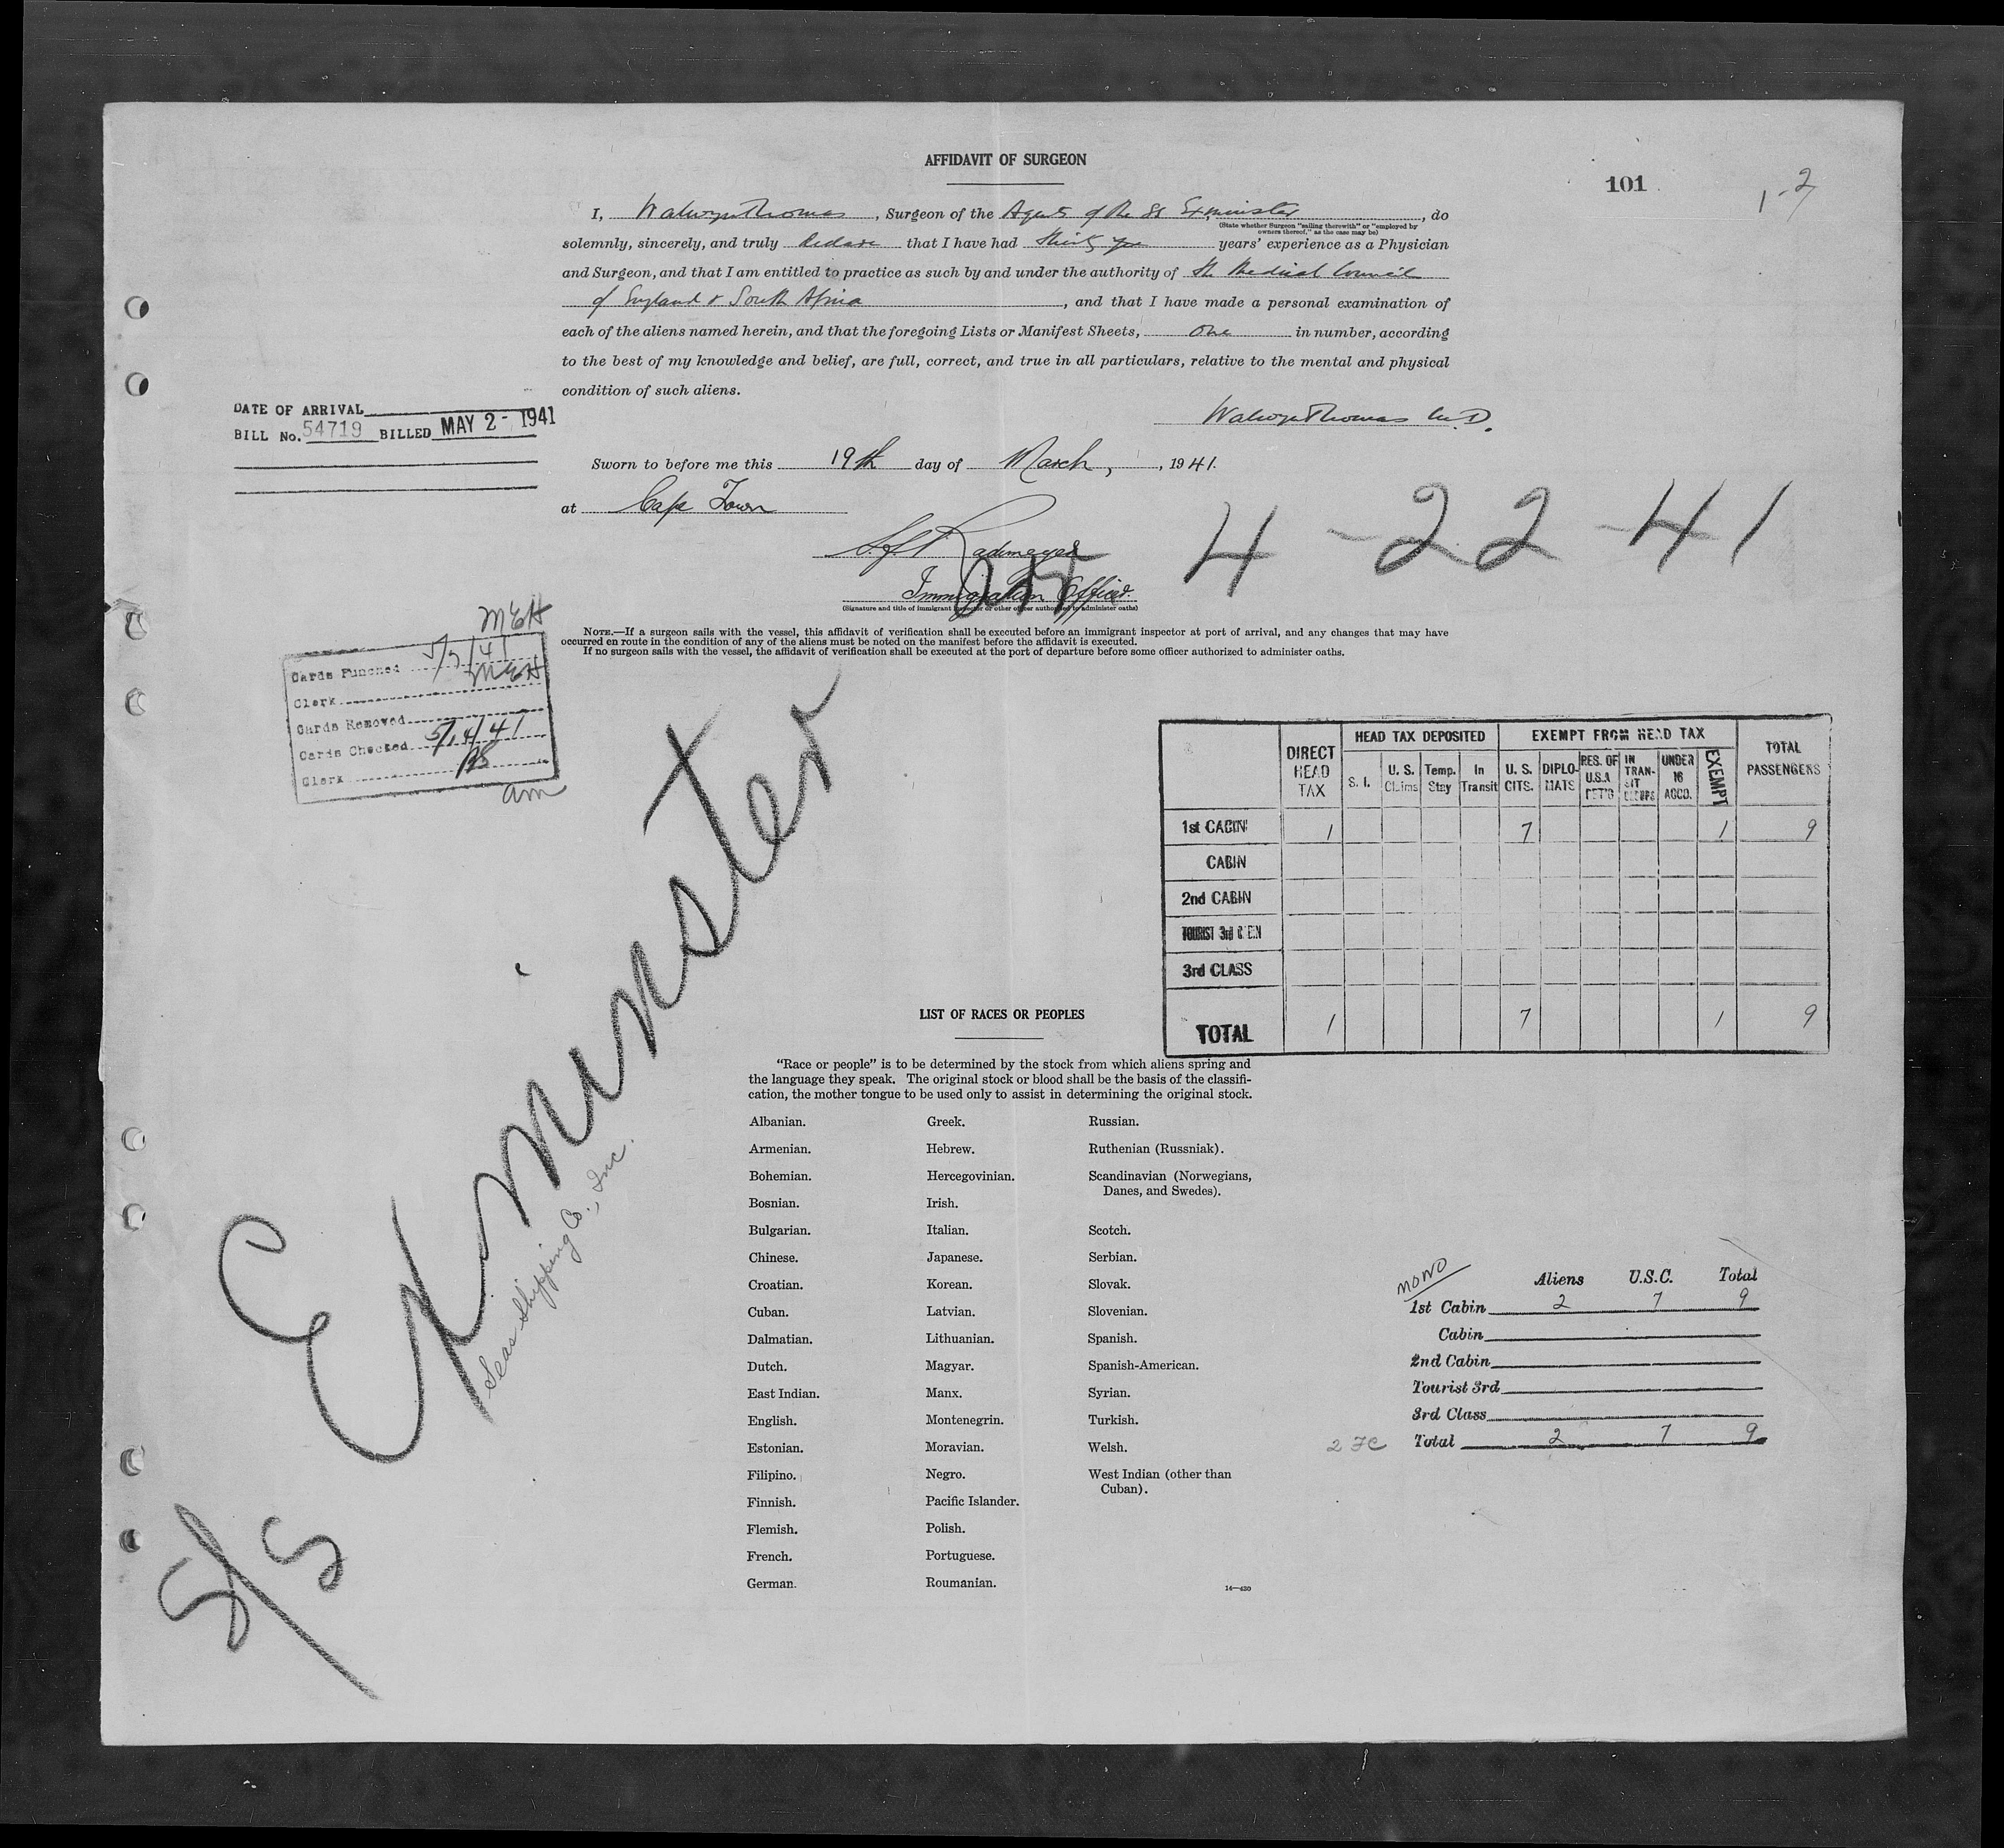 AFFIDAVIT OF SURGEON
101
1-2
I, Walwyn Thomas, Surgeon of the Agents of the SS Exminster, do
(State whether Surgeon "sailing therewith" or "employed by
owners thereof," as the case may be)
solemnly, sincerely, and truly declare that I have had thirty years' experience as a Physician
and Surgeon, and that I am entitled to practice as such by and under the authority of the Medical Council
of England & South Africa, and that I have made a personal examination of
each of the aliens named herein, and that the foregoing Lists or Manifest Sheets, one in number, according
to the best of my knowledge and belief, are full, correct, and true in all particulars, relative to the mental and physical
condition of such aliens.
Walwyn Thomas M.D.
DATE OF ARRIVAL
BILL No. 54719 BILLED MAY 2- 1941
Sworn to before me this 19th day of March, , 1941.
at Cape Town
4-22-41
Immigration Officer.
(Signature and title of immigrant inspector or other officer authorized to administer oaths)
NOTE.—If a surgeon sails with the vessel, this affidavit of verification shall be executed before an immigrant inspector at port of arrival, and any changes that may have
occurred en route in the condition of any of the aliens must be noted on the manifest before the affidavit is executed.
If no surgeon sails with the vessel, the affidavit of verification shall be executed at the port of departure before some officer authorized to administer oaths.
MEH
Cards Punched
MEH
Clerk
Cards Removed
Cards Checked 5/14/41
Clerk
am
S/S Exminster
Seas Shipping Co., Inc.
DIRECT HEAD TAX HEAD TAX DEPOSITED EXEMPT FROM HEAD TAX TOTAL PASSENGERS
S. I. U. S. Claims Temp. Stay In Transit U. S. CITS. DIPLO- MATS RES. OF U.S.A RET'G IN TRAN- SIT UNDER 16 ACCO. EXEMPT
1st CABIN 1 7 1 9
CABIN
2nd CABIN
TOURIST 3rd CABIN
3rd CLASS
TOTAL 1 7 1 9
LIST OF RACES OR PEOPLES
"Race or people" is to be determined by the stock from which aliens spring and
the language they speak. The original stock or blood shall be the basis of the classifi-
cation, the mother tongue to be used only to assist in determining the original stock.
Albanian. Greek. Russian.
Armenian. Hebrew. Ruthenian (Russniak).
Bohemian. Hercegovinian. Scandinavian (Norwegians,
Danes, and Swedes).
Bosnian. Irish.
Bulgarian. Italian. Scotch.
Chinese. Japanese. Serbian.
Croatian. Korean. Slovak.
Cuban. Latvian. Slovenian.
Dalmatian. Lithuanian. Spanish.
Dutch. Magyar. Spanish-American.
East Indian. Manx. Syrian.
English. Montenegrin. Turkish.
Estonian. Moravian. Welsh.
Filipino. Negro. West Indian (other than
Cuban).
Finnish. Pacific Islander.
Flemish. Polish.
French. Portuguese.
German. Roumanian.
14—420
MONO
Aliens U.S.C. Total
1st Cabin 2 7 9
Cabin
2nd Cabin
Tourist 3rd
3rd Class
2 FC Total 2 7 9